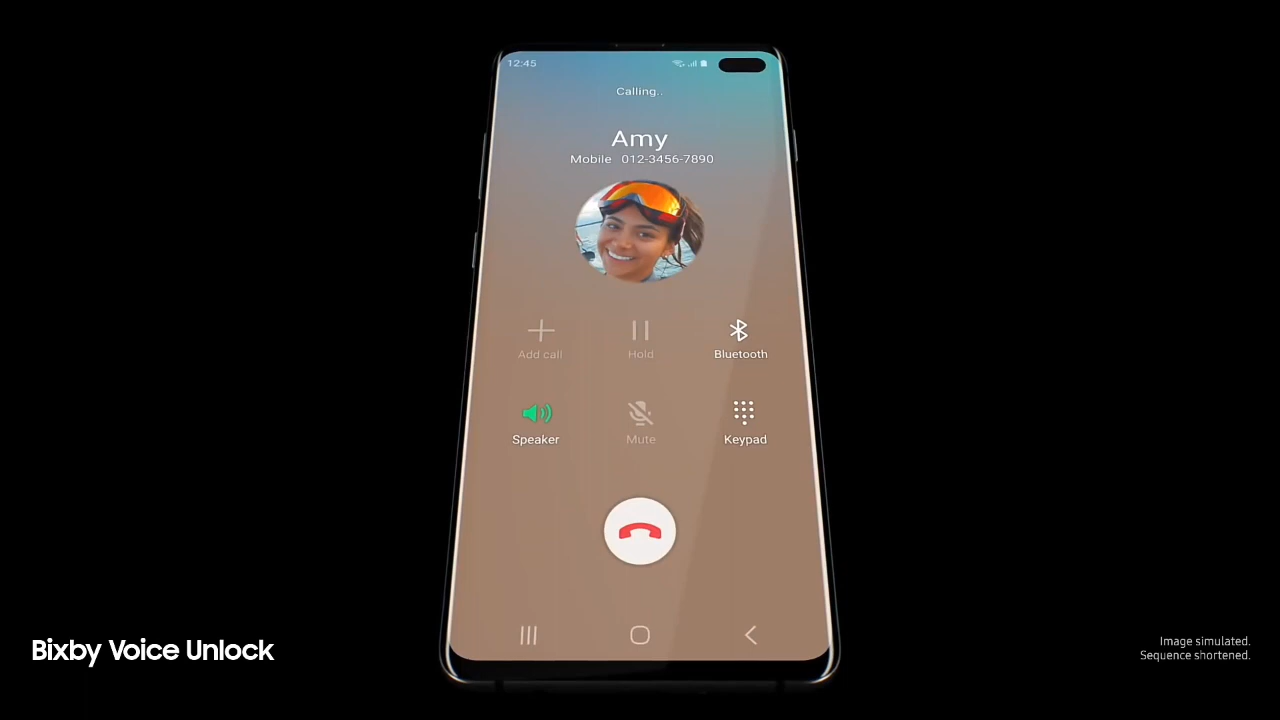 12:45
Calling..
Amy
Mobile 012-3456-7890
Add call Hold Bluetooth
Speaker Mute Keypad
Bixby Voice Unlock
Image simulated.
Sequence shortened.